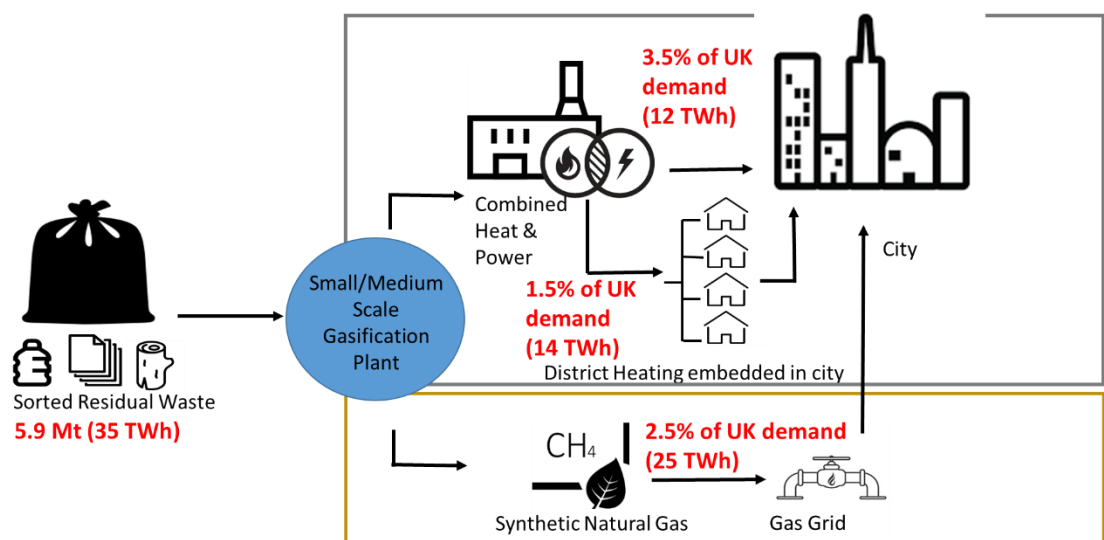 3.5% of UK
demand
(12 TWh)
Combined
Heat &
Power
City
Small/Medium
Scale
Gasification
Plant
1.5% of UK
demand
(14 TWh)
District Heating embedded in city
Sorted Residual Waste
5.9 Mt (35 TWh)
CH4
2.5% of UK demand
(25 TWh)
Synthetic Natural Gas
Gas Grid